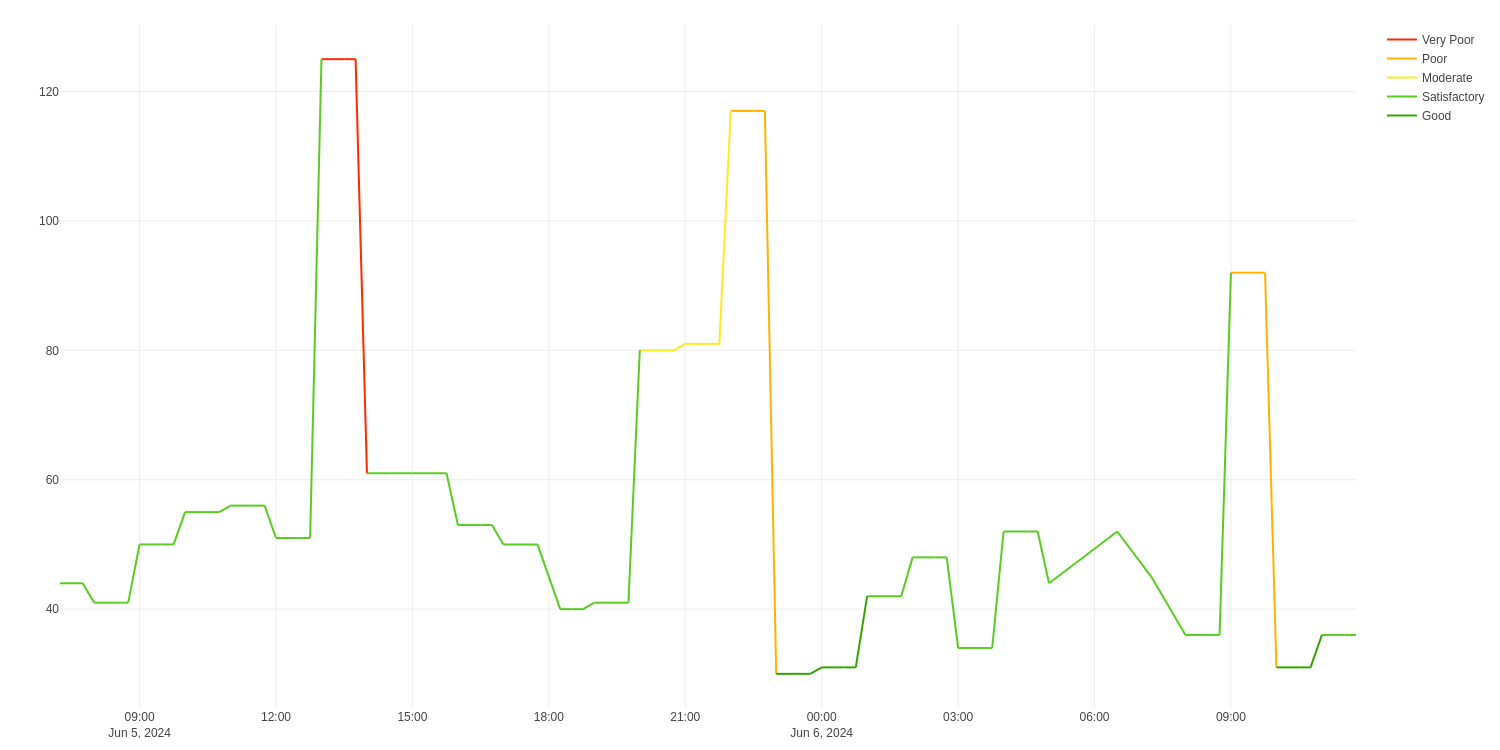 Very Poor
Poor
Moderate
Satisfactory
Good
120
100
80
60
40
09:00
12:00
15:00
18:00
21:00
00:00
03:00
06:00
09:00
Jun 5, 2024
Jun 6, 2024